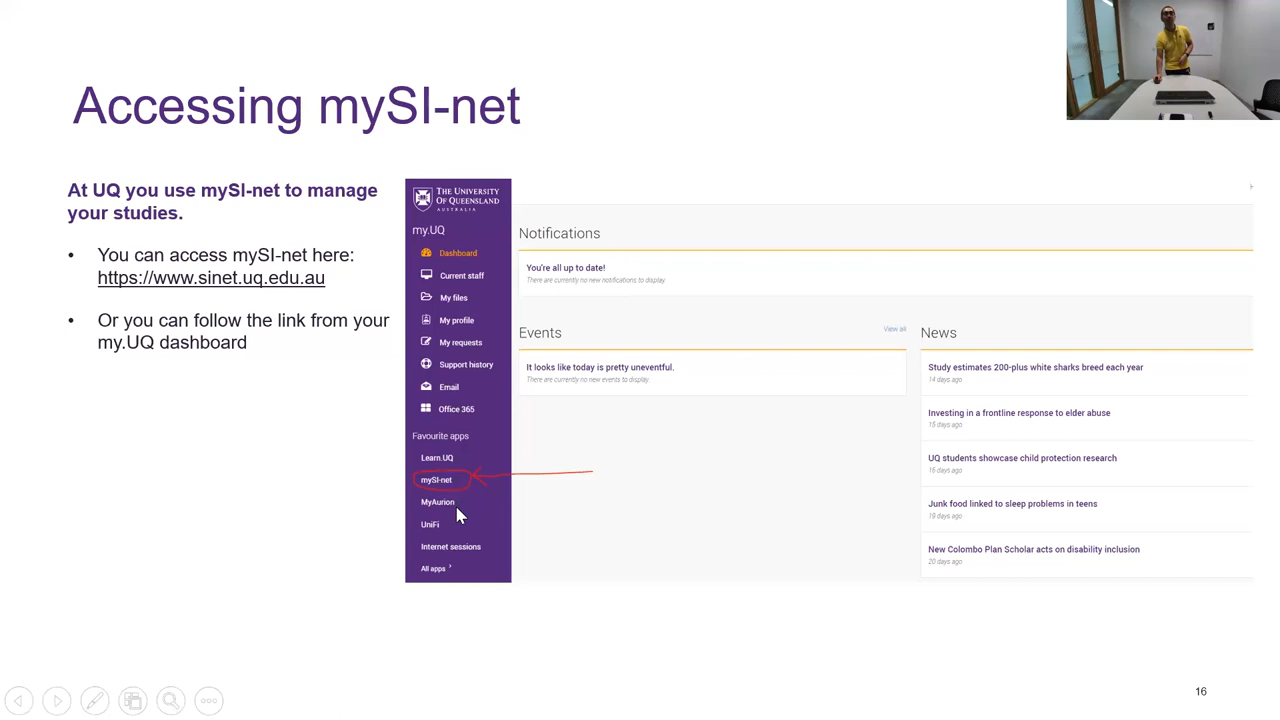 Accessing mySI-net
At UQ you use mySI-net to manage
your studies.
• You can access mySI-net here:
https://www.sinet.uq.edu.au
• Or you can follow the link from your
my.UQ dashboard
THE UNIVERSITY
OF QUEENSLAND
AUSTRALIA
my.UQ
Dashboard
Current staff
My files
My profile
My requests
Support history
Email
Office 365
Favourite apps
Learn.UQ
mySI-net
MyAurion
UniFi
Internet sessions
All apps >
Notifications
You're all up to date!
There are currently no new notifications to display.
Events
View all
It looks like today is pretty uneventful.
There are currently no new events to display.
News
Study estimates 200-plus white sharks breed each year
14 days ago
Investing in a frontline response to elder abuse
15 days ago
UQ students showcase child protection research
15 days ago
Junk food linked to sleep problems in teens
19 days ago
New Colombo Plan Scholar acts on disability inclusion
20 days ago
16